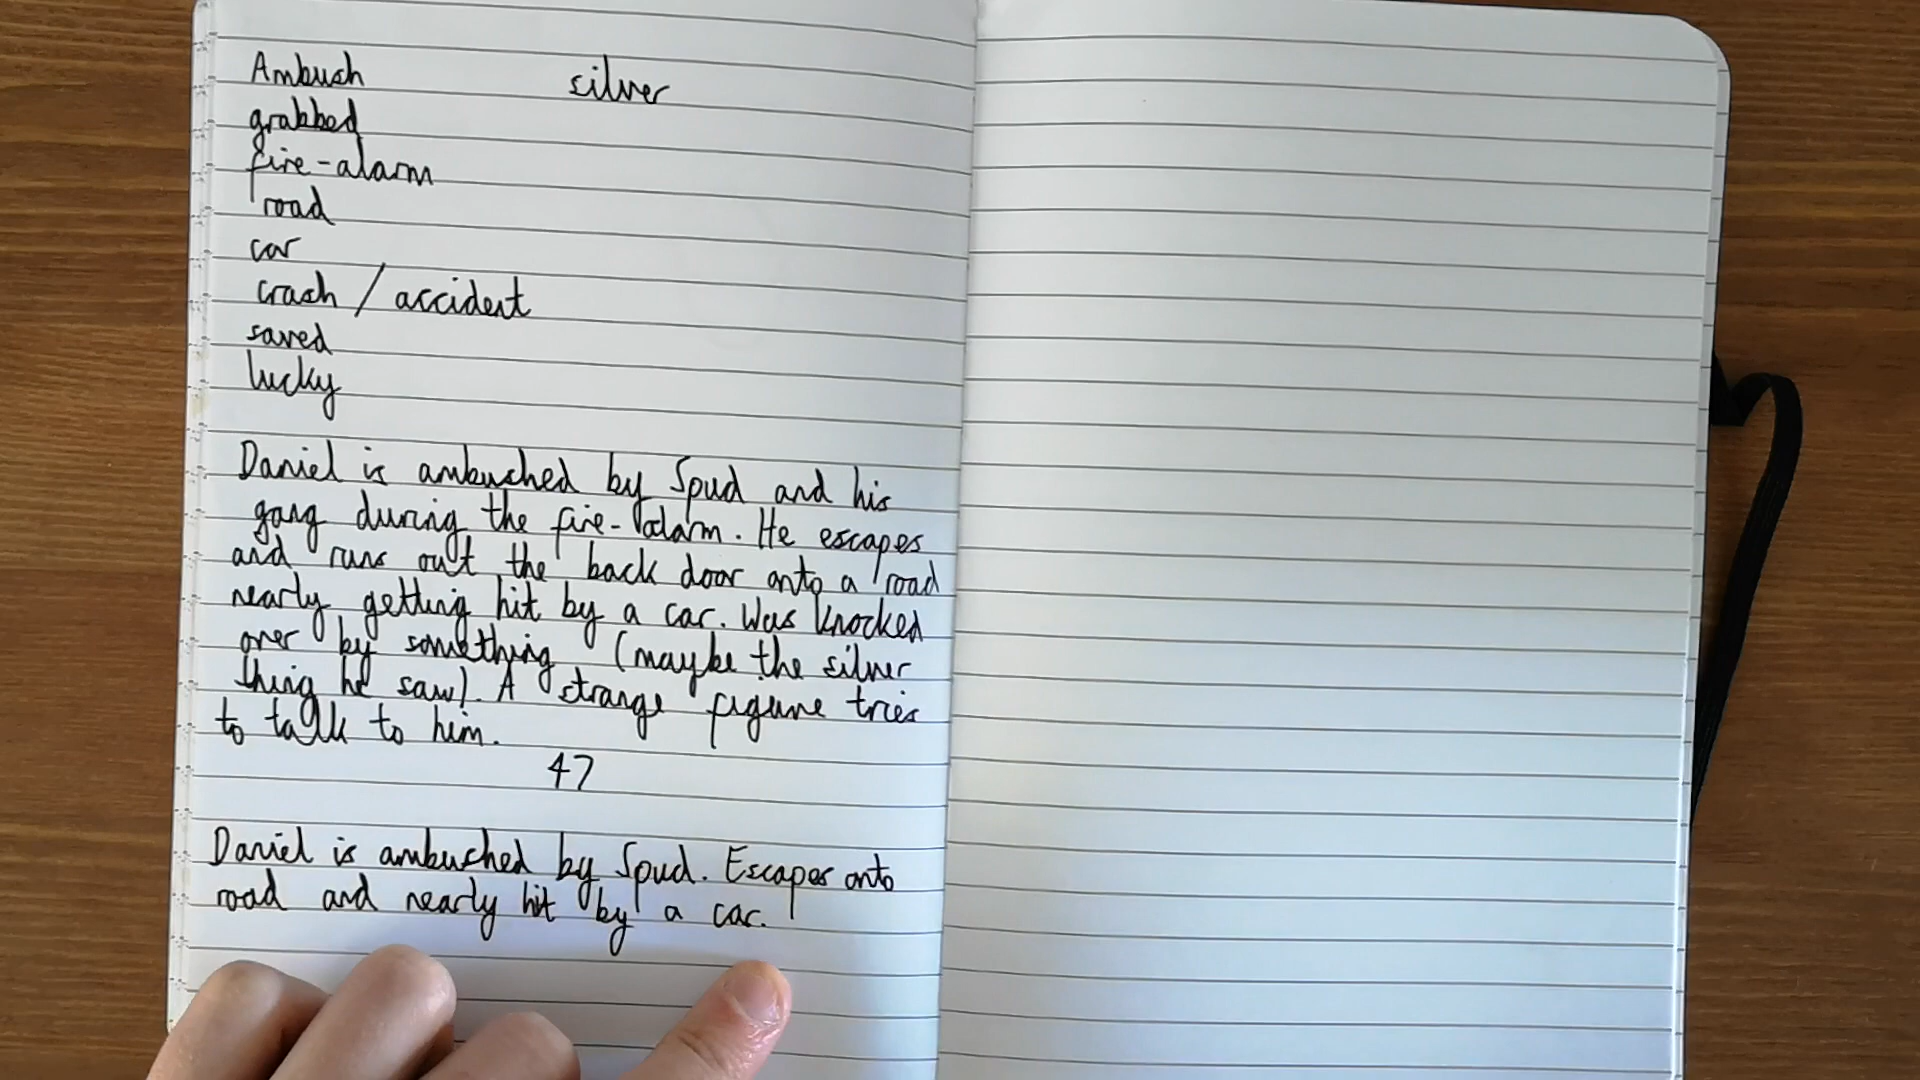 Ambush silver
grabbed
fire-alarm
road
car
crash / accident
saved
lucky
Daniel is ambushed by Spud and his
gang during the fire-alarm. He escapes
and runs out the back door onto a road
nearly getting hit by a car. Was knocked
over by something (maybe the silver
thing he saw). A strange figure tries
to talk to him.
47
Daniel is ambushed by Spud. Escapes onto
road and nearly hit by a car.